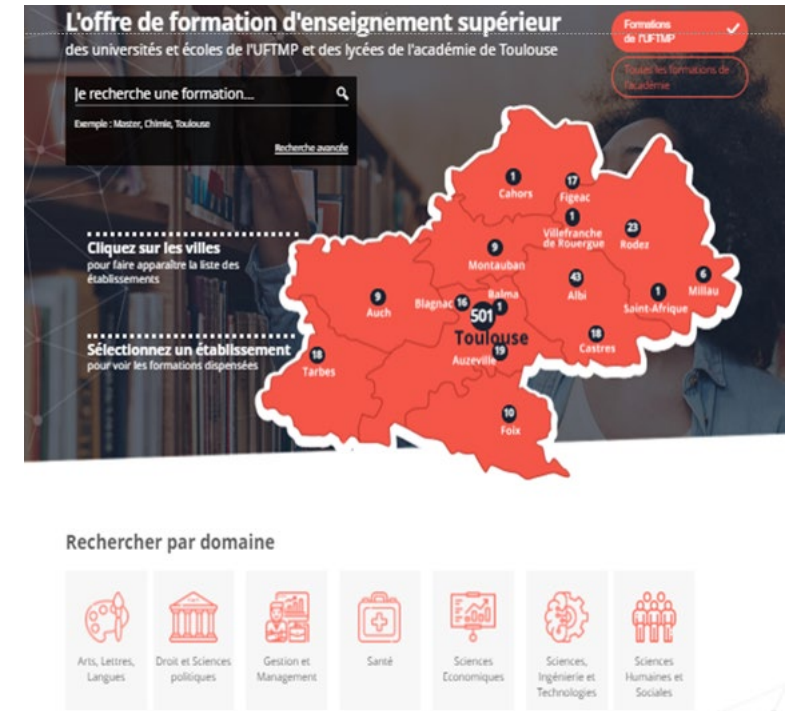 L'offre de formation d'enseignement supérieur
des universités et écoles de l'UFTMP et des lycées de l'académie de Toulouse
Formations
de l'UFTMP
Toutes les formations de
l'académie
Je recherche une formation....
Exemple : Master, Chimie, Toulouse
Recherche avancée
Cliquez sur les villes
pour faire apparaître la liste des
établissements
Sélectionnez un établissement
pour voir les formations dispensées
1
Cahors
17
Figeac
1
Villefranche
de Rouergue
23
Rodez
9
Montauban
43
Albi
6
Millau
1
Saint-Afrique
9
Auch
Blagnac 16
Balma
1
501
Toulouse
18
Castres
19
Auzeville
18
Tarbes
10
Foix
Rechercher par domaine
Arts, Lettres,
Langues
Droit et Sciences
politiques
Gestion et
Management
Santé
Sciences
Economiques
Sciences,
Ingénierie et
Technologies
Sciences
Humaines et
Sociales